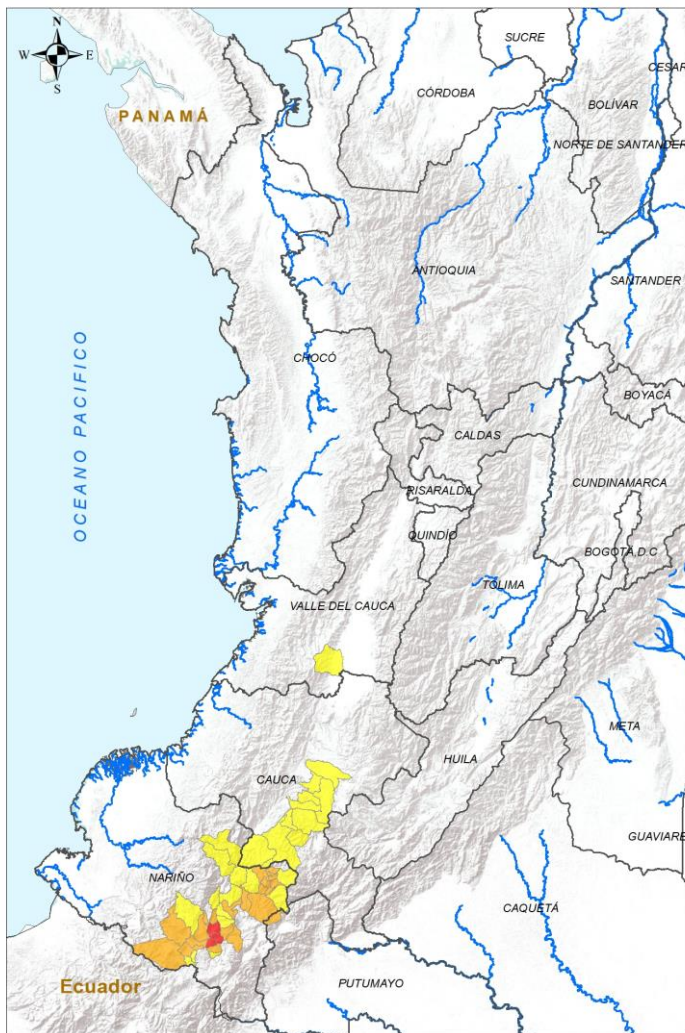 N
W E
S
PANAMÁ
SUCRE
CESAR
CÓRDOBA
BOLÍVAR
NORTE DE SANTANDER
ANTIOQUIA
SANTANDER
OCEANO PACIFICO
CHOCÓ
BOYACÁ
CALDAS
CUNDINAMARCA
RISARALDA
QUINDÍO
BOGOTÁ D.C
TOLIMA
VALLE DEL CAUCA
META
HUILA
CAUCA
GUAVIARE
NARIÑO
CAQUETÁ
Ecuador
PUTUMAYO